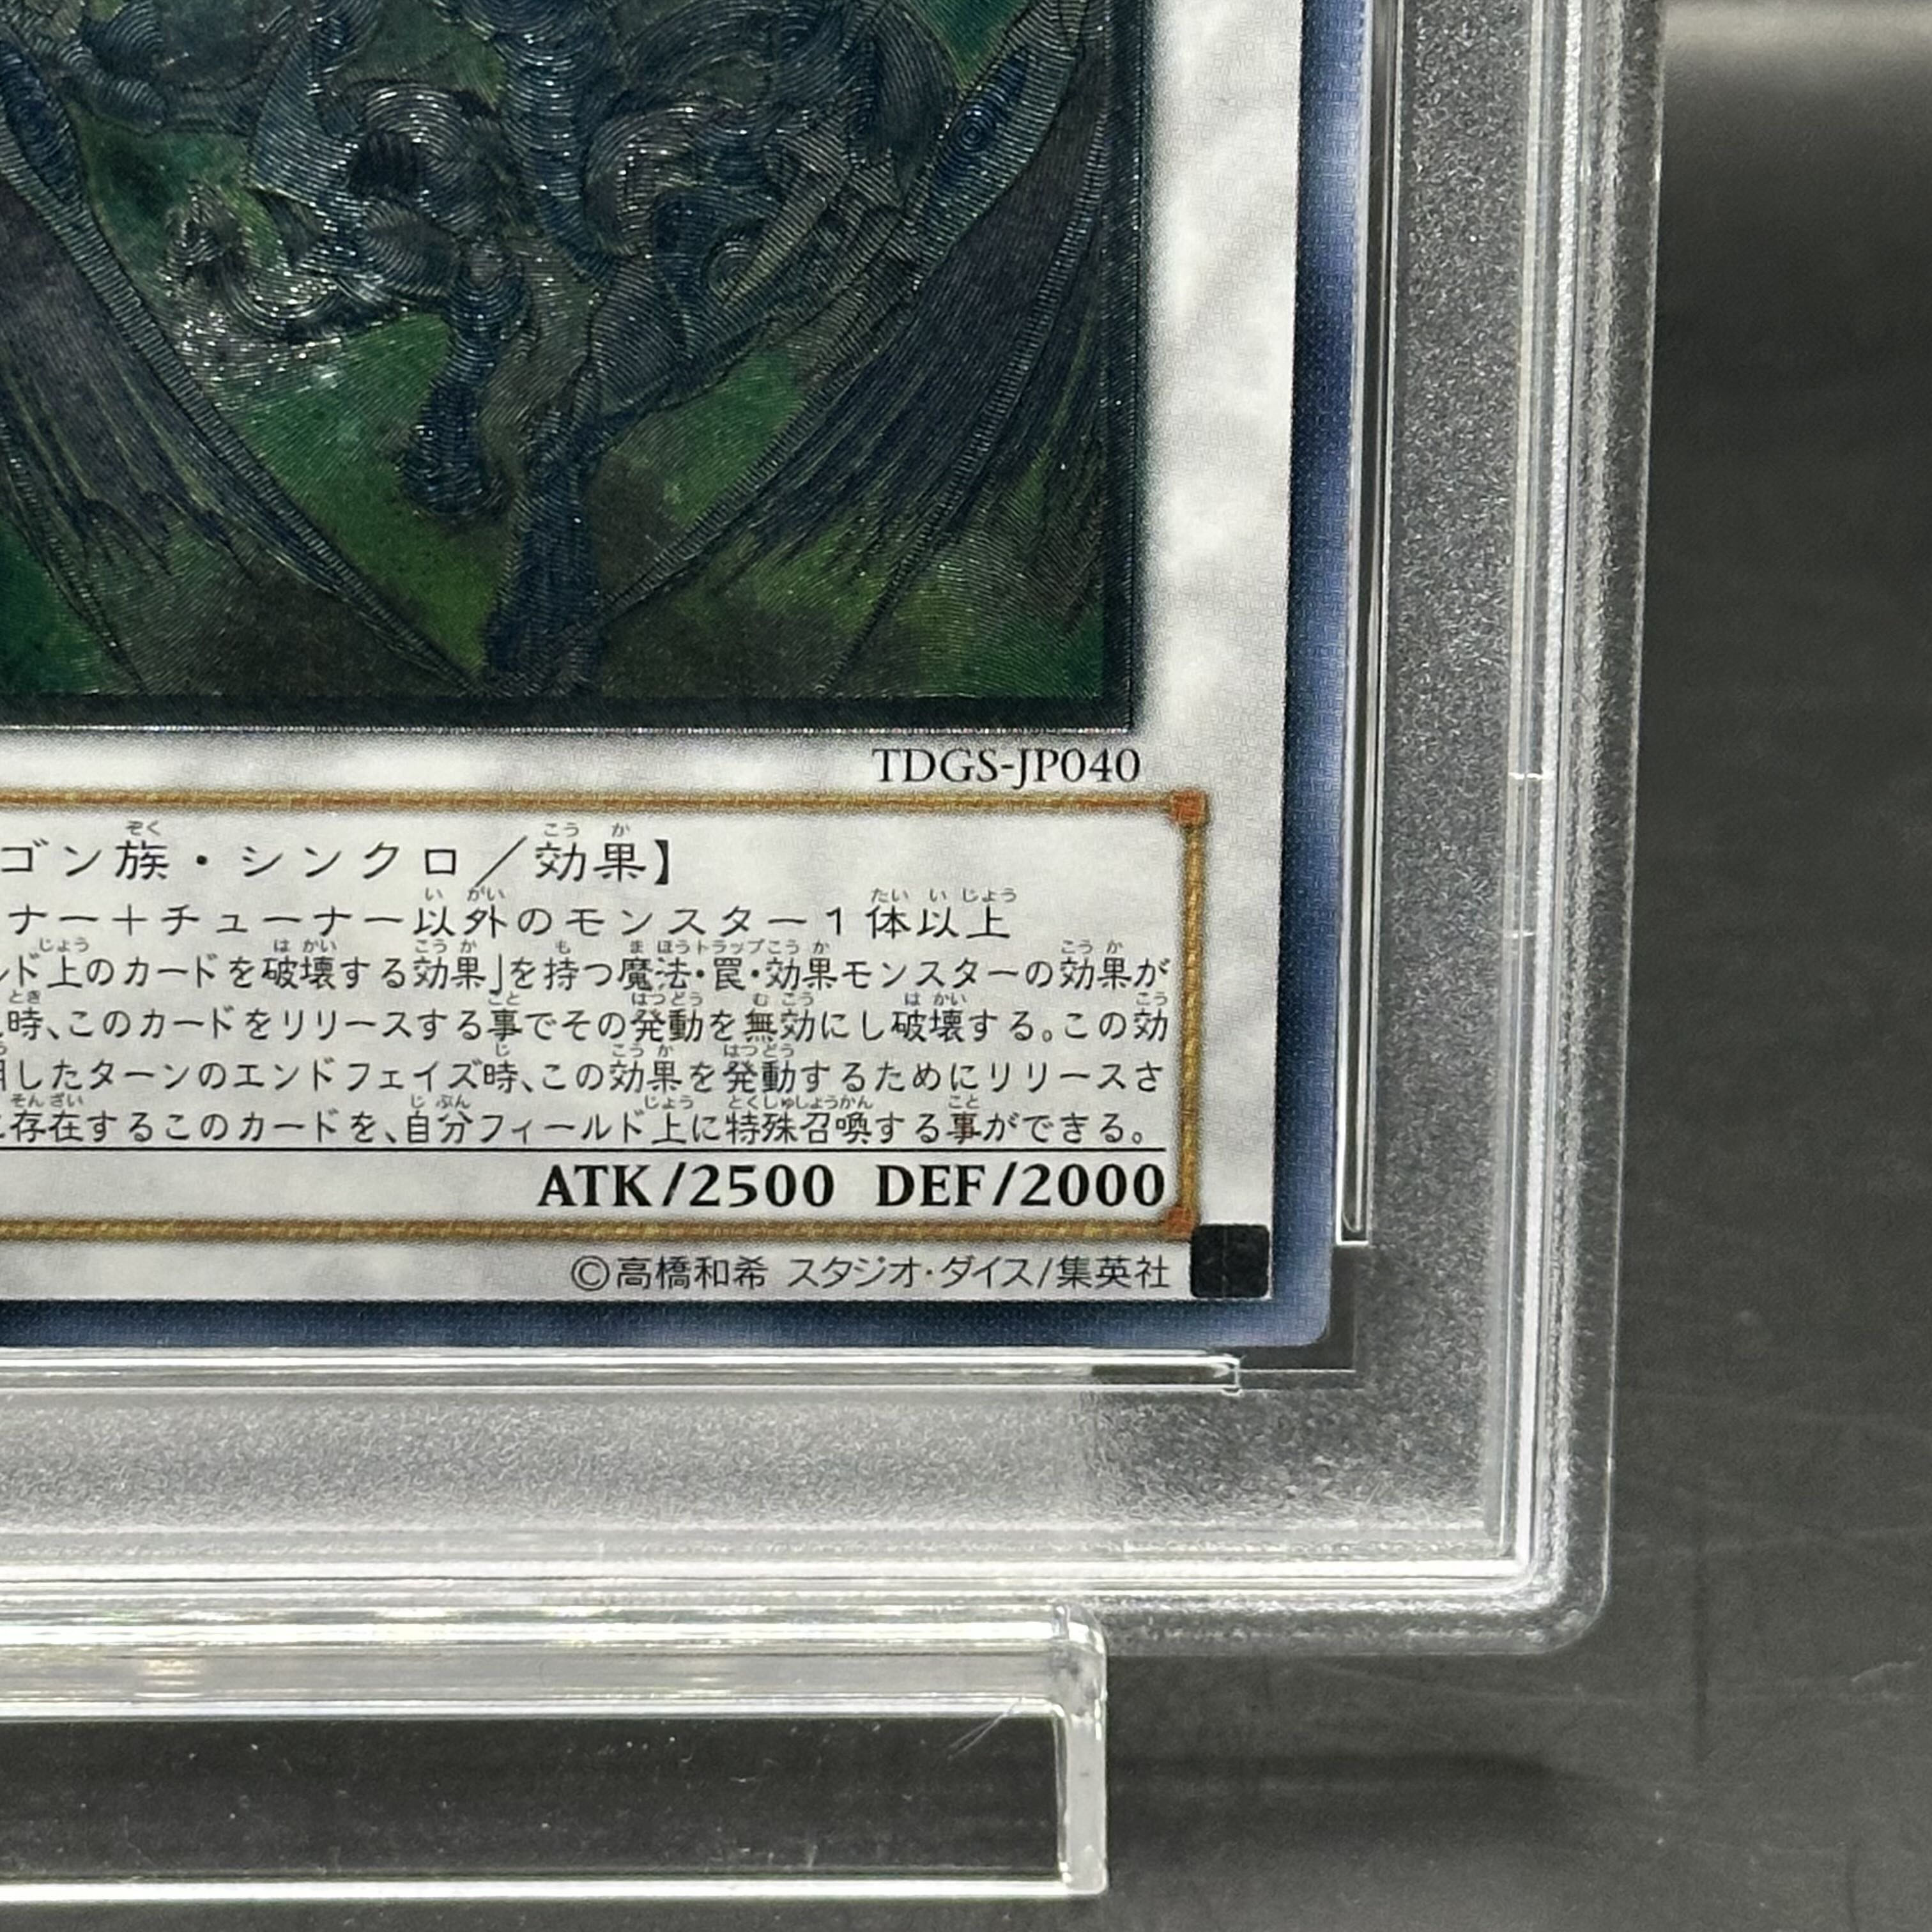 TDGS-JP040
ゴン族・シンクロ／効果】
ナー＋チューナー以外のモンスター1体以上
ド上のカードを破壊する効果」を持つ魔法・罠・効果モンスターの効果が
時、このカードをリリースする事でその発動を無効にし破壊する。この効
したターンのエンドフェイズ時、この効果を発動するためにリリースさ
存在するこのカードを、自分フィールド上に特殊召喚する事ができる。
ATK/2500 DEF/2000
©高橋和希 スタジオ・ダイス/集英社